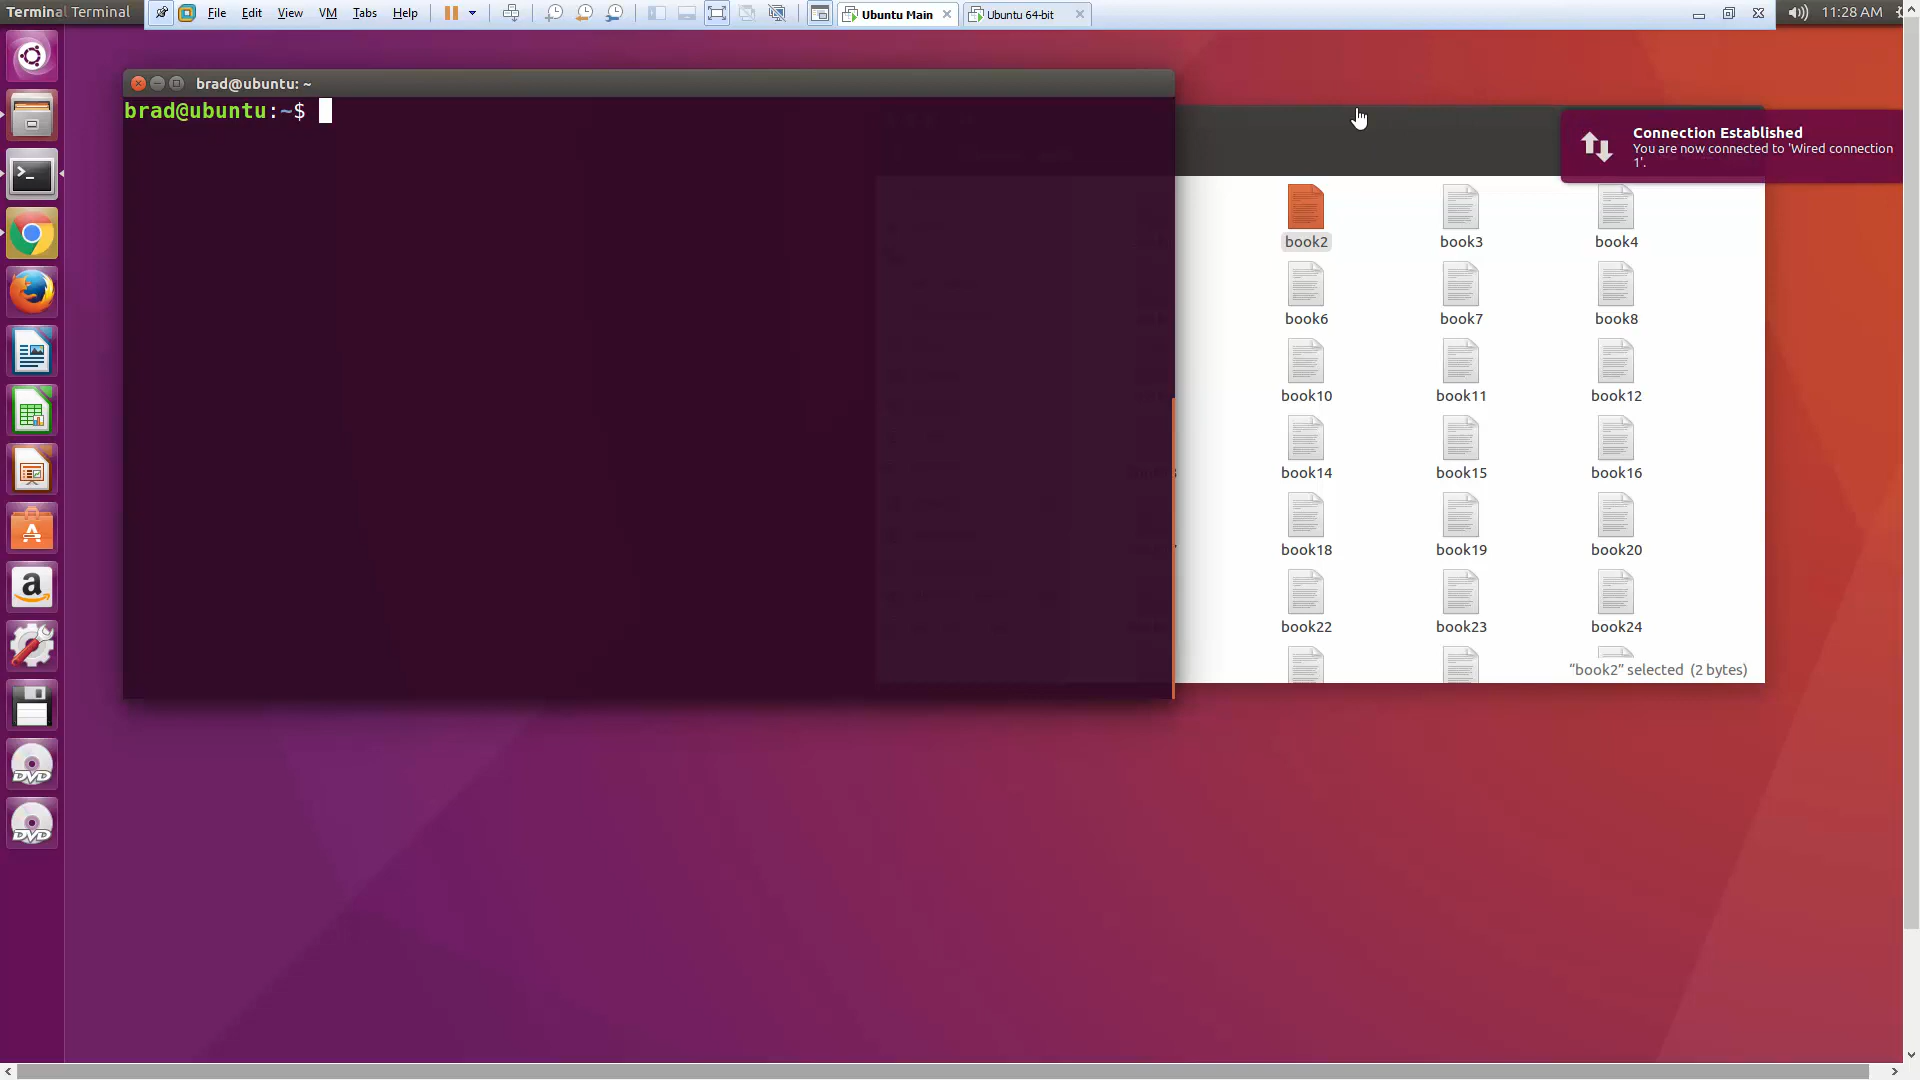 Terminal Terminal
File Edit View VM Tabs Help
Ubuntu Main
Ubuntu 64-bit
11:28 AM
brad@ubuntu: ~
brad@ubuntu:~$
Connection Established
You are now connected to 'Wired connection
1'.
book2 book3 book4
book6 book7 book8
book10 book11 book12
book14 book15 book16
book18 book19 book20
book22 book23 book24
“book2” selected (2 bytes)
a
DVD
DVD